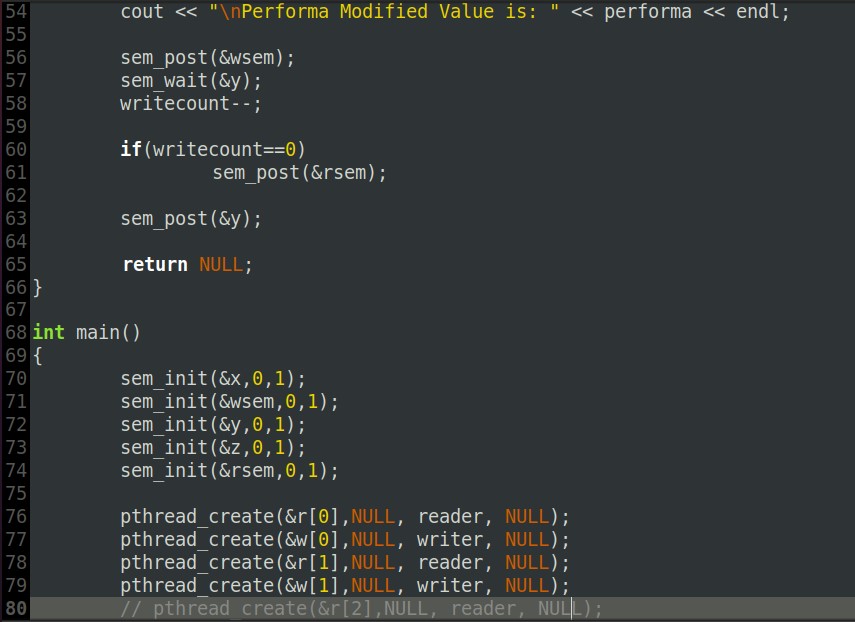 54 cout << "\nPerforma Modified Value is: " << performa << endl;
55
56 sem_post(&wsem);
57 sem_wait(&y);
58 writecount--;
59
60 if(writecount==0)
61 sem_post(&rsem);
62
63 sem_post(&y);
64
65 return NULL;
66 }
67
68 int main()
69 {
70 sem_init(&x,0,1);
71 sem_init(&wsem,0,1);
72 sem_init(&y,0,1);
73 sem_init(&z,0,1);
74 sem_init(&rsem,0,1);
75
76 pthread_create(&r[0],NULL, reader, NULL);
77 pthread_create(&w[0],NULL, writer, NULL);
78 pthread_create(&r[1],NULL, reader, NULL);
79 pthread_create(&w[1],NULL, writer, NULL);
80 // pthread_create(&r[2],NULL, reader, NULL);